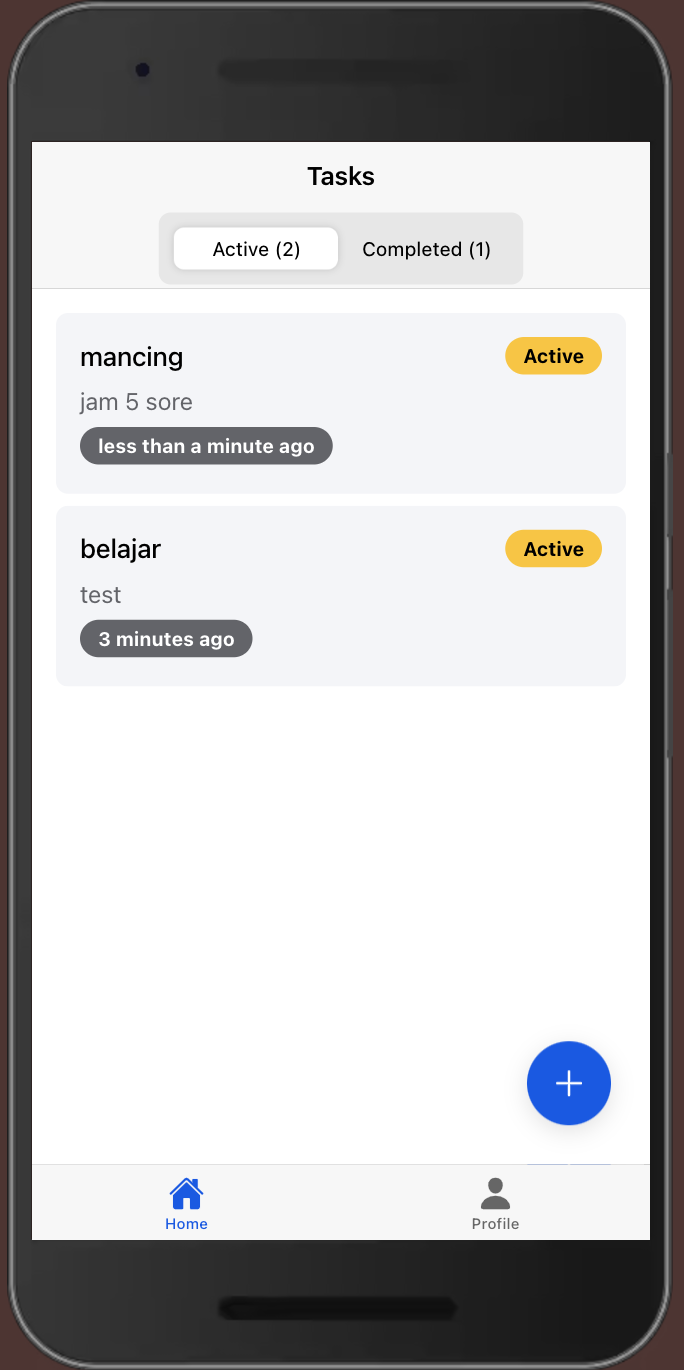 Tasks
Active (2) Completed (1)
mancing Active
jam 5 sore
less than a minute ago
belajar Active
test
3 minutes ago
Home Profile